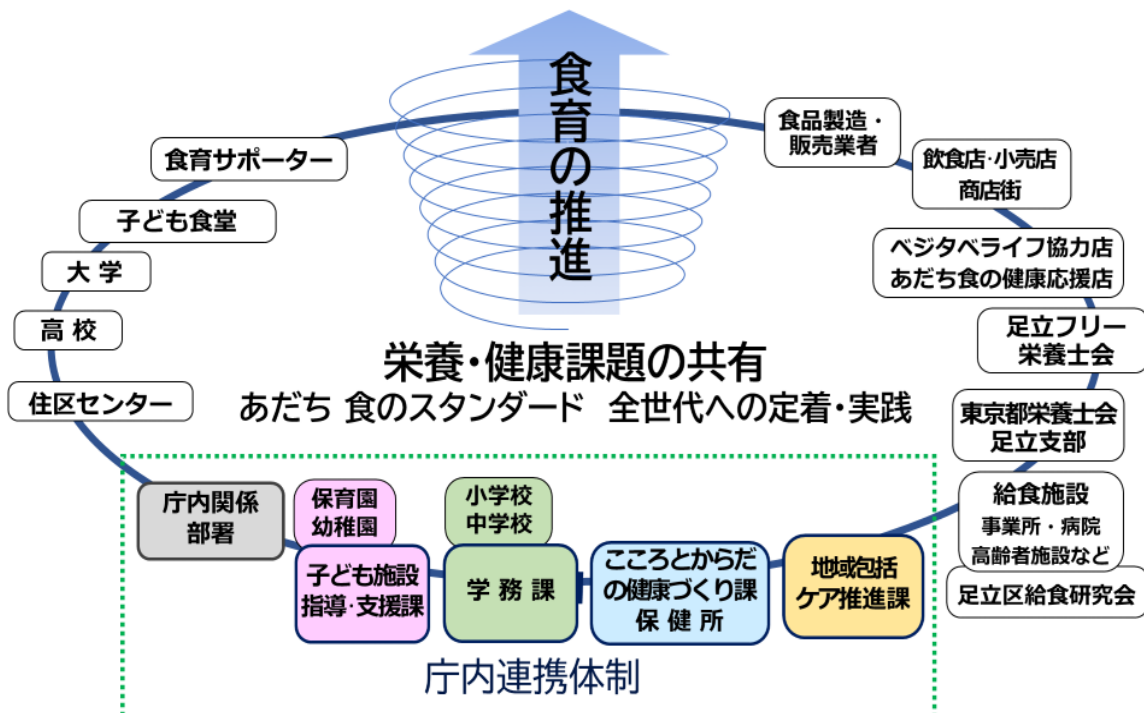 食育の推進
食品製造・
販売業者
食育サポーター
飲食店・小売店
商店街
子ども食堂
ベジタベライフ協力店
あだち食の健康応援店
大 学
高 校
足立フリー
栄養士会
栄養・健康課題の共有
あだち 食のスタンダード 全世代への定着・実践
住区センター
東京都栄養士会
足立支部
庁内関係
部署
保育園
幼稚園
小学校
中学校
給食施設
事業所・病院
高齢者施設など
子ども施設
指導・支援課
学 務 課
こころとからだ
の健康づくり課
保 健 所
地域包括
ケア推進課
足立区給食研究会
庁内連携体制